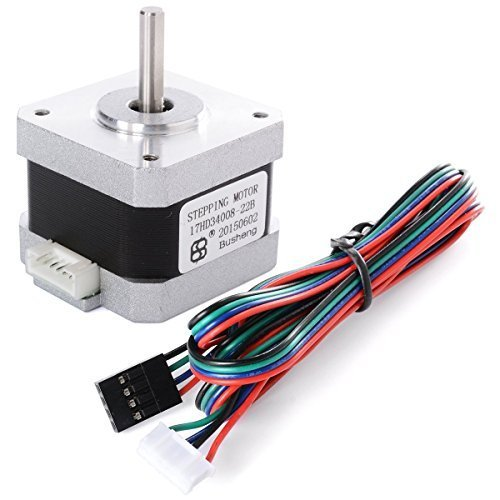 STEPPING MOTOR
17HD34008-22B
® 20150602
Busheng